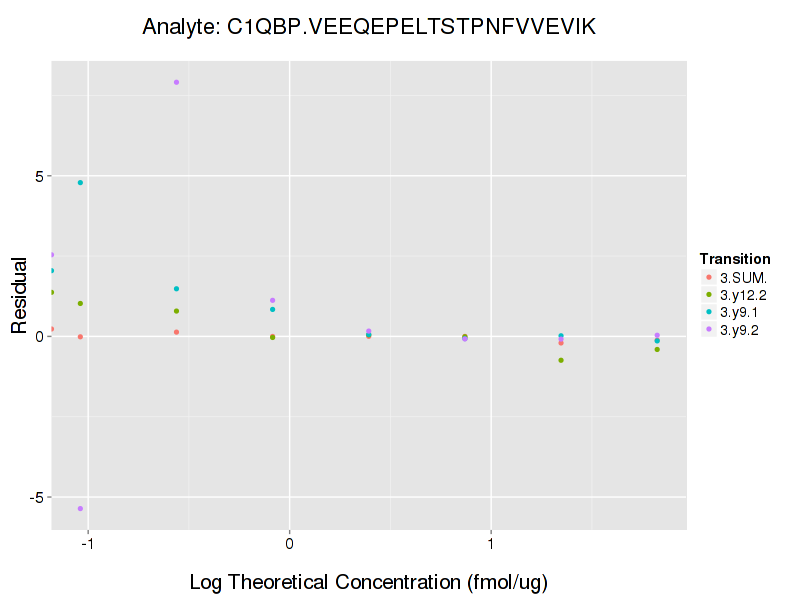 Analyte: C1QBP.VEEQEPELTSTPNFVVEVIK
Residual
5
0
-5
-1
0
1
Log Theoretical Concentration (fmol/ug)
Transition
3.SUM.
3.y12.2
3.y9.1
3.y9.2